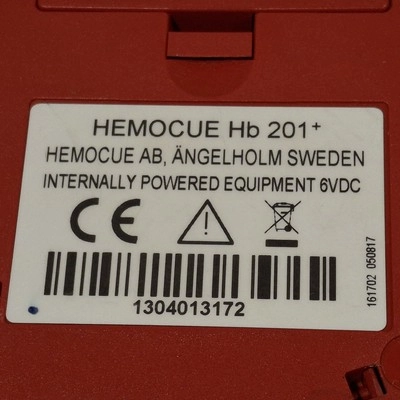 HEMOCUE Hb 201+
HEMOCUE AB, ÄNGELHOLM SWEDEN
INTERNALLY POWERED EQUIPMENT 6VDC
CE
1304013172
161702 050817